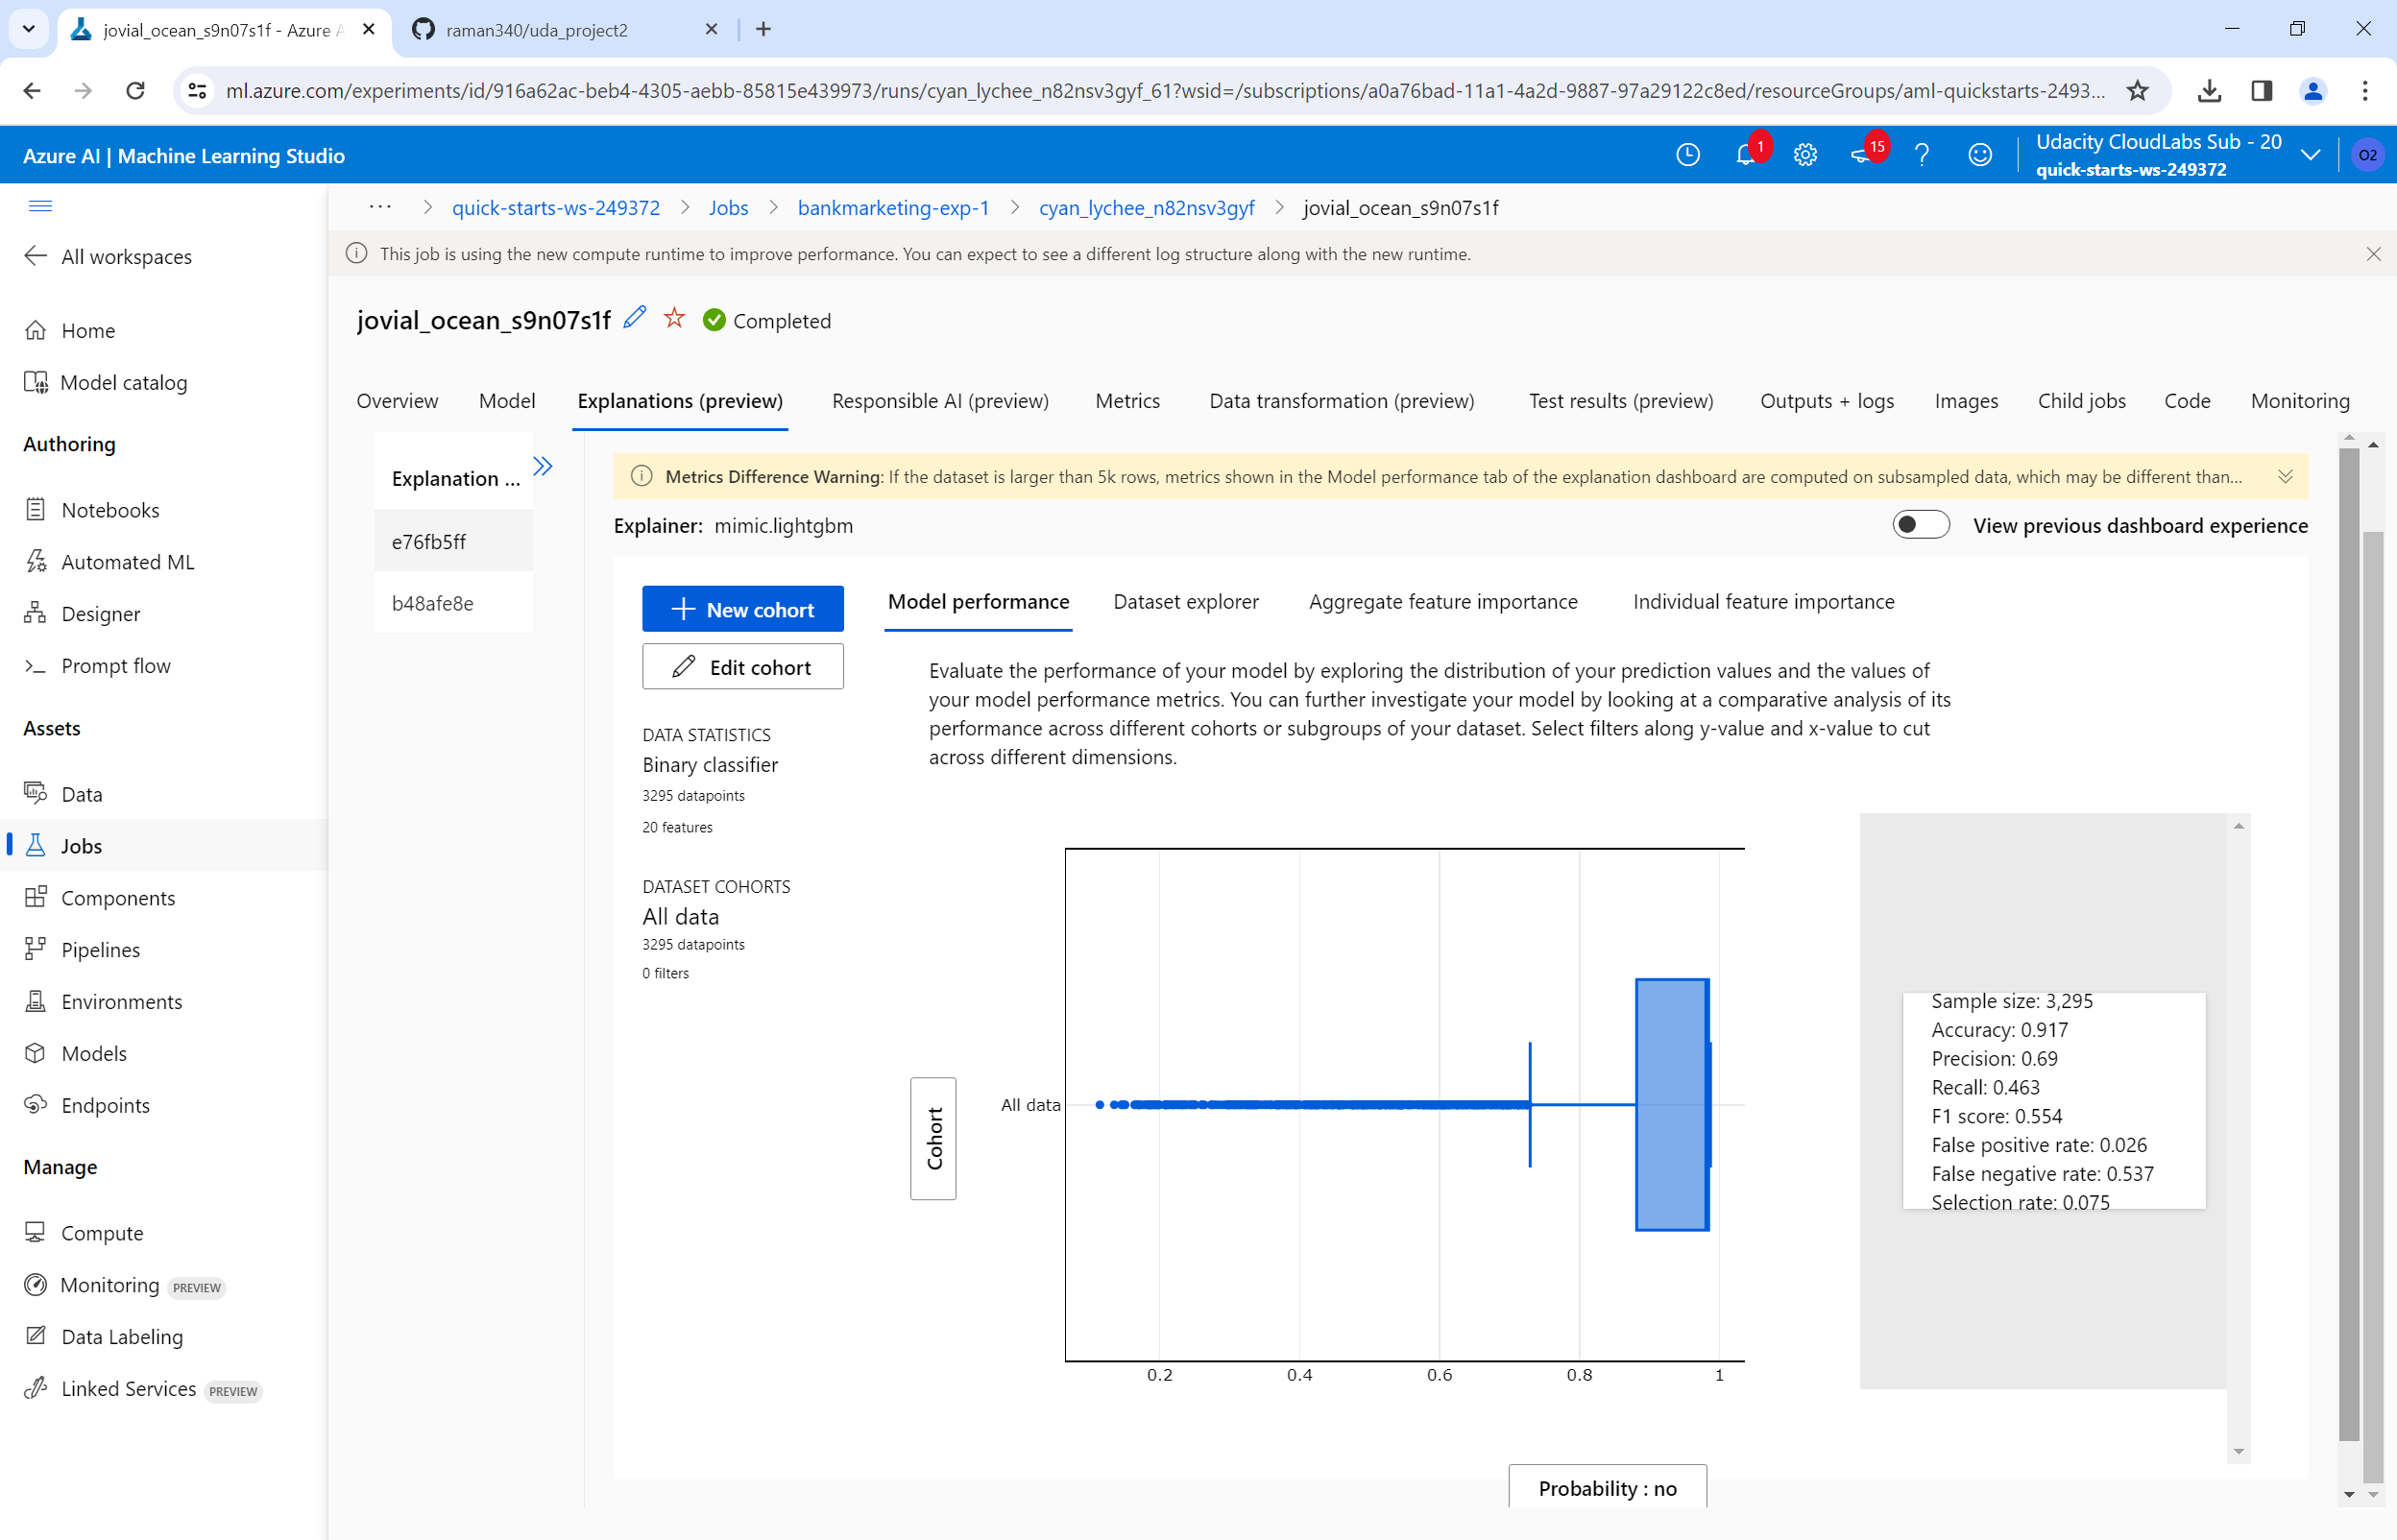 jovial_ocean_s9n07s1f - Azure A
raman340/uda_project2
ml.azure.com/experiments/id/916a62ac-beb4-4305-aebb-85815e439973/runs/cyan_lychee_n82nsv3gyf_61?wsid=/subscriptions/a0a76bad-11a1-4a2d-9887-97a29122c8ed/resourceGroups/aml-quickstarts-2493...
Azure AI | Machine Learning Studio
1
15
Udacity CloudLabs Sub - 20
quick-starts-ws-249372
O2
... > quick-starts-ws-249372 > Jobs > bankmarketing-exp-1 > cyan_lychee_n82nsv3gyf > jovial_ocean_s9n07s1f
This job is using the new compute runtime to improve performance. You can expect to see a different log structure along with the new runtime.
All workspaces
Home
Model catalog
Authoring
Notebooks
Automated ML
Designer
Prompt flow
Assets
Data
Jobs
Components
Pipelines
Environments
Models
Endpoints
Manage
Compute
Monitoring PREVIEW
Data Labeling
Linked Services PREVIEW
jovial_ocean_s9n07s1f Completed
Overview Model Explanations (preview) Responsible AI (preview) Metrics Data transformation (preview) Test results (preview) Outputs + logs Images Child jobs Code Monitoring
Explanation ...
e76fb5ff
b48afe8e
Metrics Difference Warning: If the dataset is larger than 5k rows, metrics shown in the Model performance tab of the explanation dashboard are computed on subsampled data, which may be different than...
Explainer: mimic.lightgbm
View previous dashboard experience
New cohort
Edit cohort
DATA STATISTICS
Binary classifier
3295 datapoints
20 features
DATASET COHORTS
All data
3295 datapoints
0 filters
Model performance Dataset explorer Aggregate feature importance Individual feature importance
Evaluate the performance of your model by exploring the distribution of your prediction values and the values of
your model performance metrics. You can further investigate your model by looking at a comparative analysis of its
performance across different cohorts or subgroups of your dataset. Select filters along y-value and x-value to cut
across different dimensions.
Cohort
All data
0.2 0.4 0.6 0.8 1
Probability : no
Sample size: 3,295
Accuracy: 0.917
Precision: 0.69
Recall: 0.463
F1 score: 0.554
False positive rate: 0.026
False negative rate: 0.537
Selection rate: 0.075